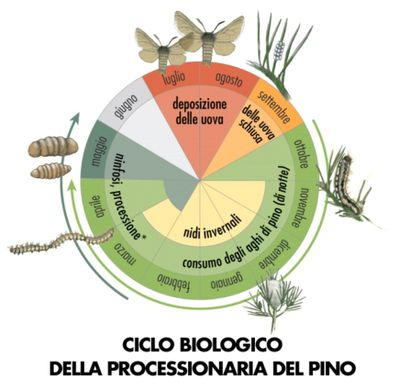 luglio
agosto
settembre
ottobre
novembre
dicembre
gennaio
febbraio
marzo
aprile
maggio
giugno
deposizione
delle uova
schiusa
delle uova
consumo degli aghi di pino (di notte)
nidi invernali
ninfosi, processione*
CICLO BIOLOGICO
DELLA PROCESSIONARIA DEL PINO